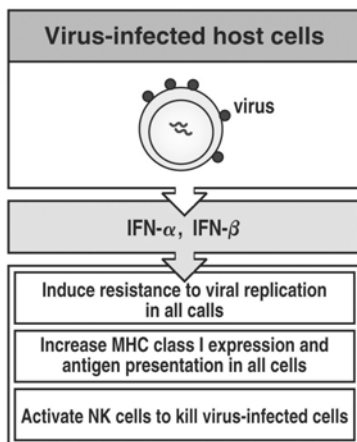 Virus-infected host cells
virus
IFN-α, IFN-β
Induce resistance to viral replication
in all calls
Increase MHC class I expression and
antigen presentation in all cells
Activate NK cells to kill virus-infected cells